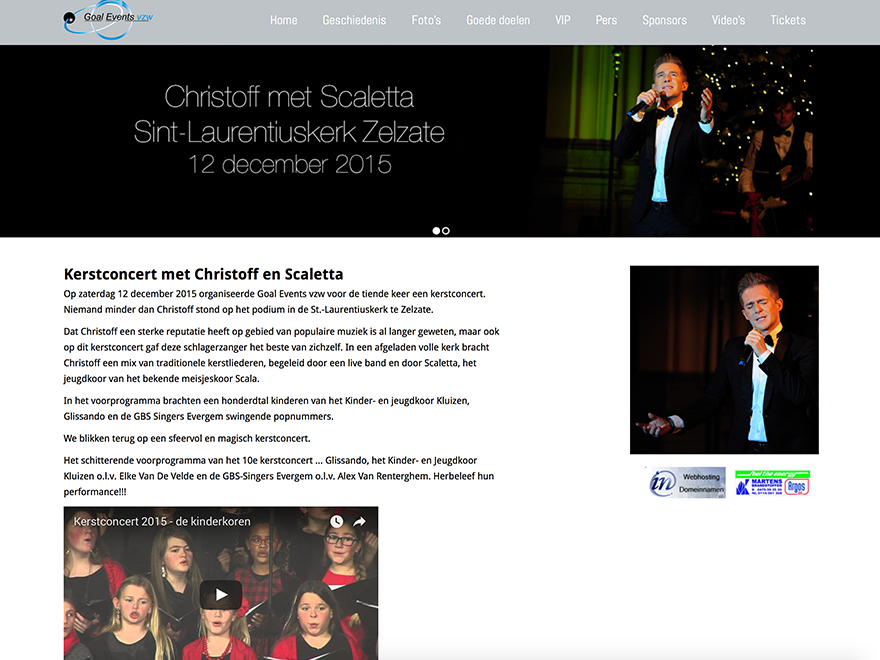 Goal Events vzw
Home Geschiedenis Foto's Goede doelen VIP Pers Sponsors Video's Tickets
Christoff met Scaletta
Sint-Laurentiuskerk Zelzate
12 december 2015
Kerstconcert met Christoff en Scaletta
Op zaterdag 12 december 2015 organiseerde Goal Events vzw voor de tiende keer een kerstconcert.
Niemand minder dan Christoff stond op het podium in de St.-Laurentiuskerk te Zelzate.
Dat Christoff een sterke reputatie heeft op gebied van populaire muziek is al langer geweten, maar ook
op dit kerstconcert gaf deze schlagerzanger het beste van zichzelf. In een afgeladen volle kerk bracht
Christoff een mix van traditionele kerstliederen, begeleid door een live band en door Scaletta, het
jeugdkoor van het bekende meisjeskoor Scala.
In het voorprogramma brachten een honderdtal kinderen van het Kinder- en jeugdkoor Kluizen,
Glissando en de GBS Singers Evergem swingende popnummers.
We blikken terug op een sfeervol en magisch kerstconcert.
Het schitterende voorprogramma van het 10e kerstconcert ... Glissando, het Kinder- en Jeugdkoor
Kluizen o.l.v. Elke Van De Velde en de GBS-Singers Evergem o.l.v. Alex Van Renterghem. Herbeleef hun
performance!!!
Kerstconcert 2015 - de kinderkoren
in Webhosting
Domeinnamen
feel the energy
MARTENS
BRANDSTOFFEN
Argos